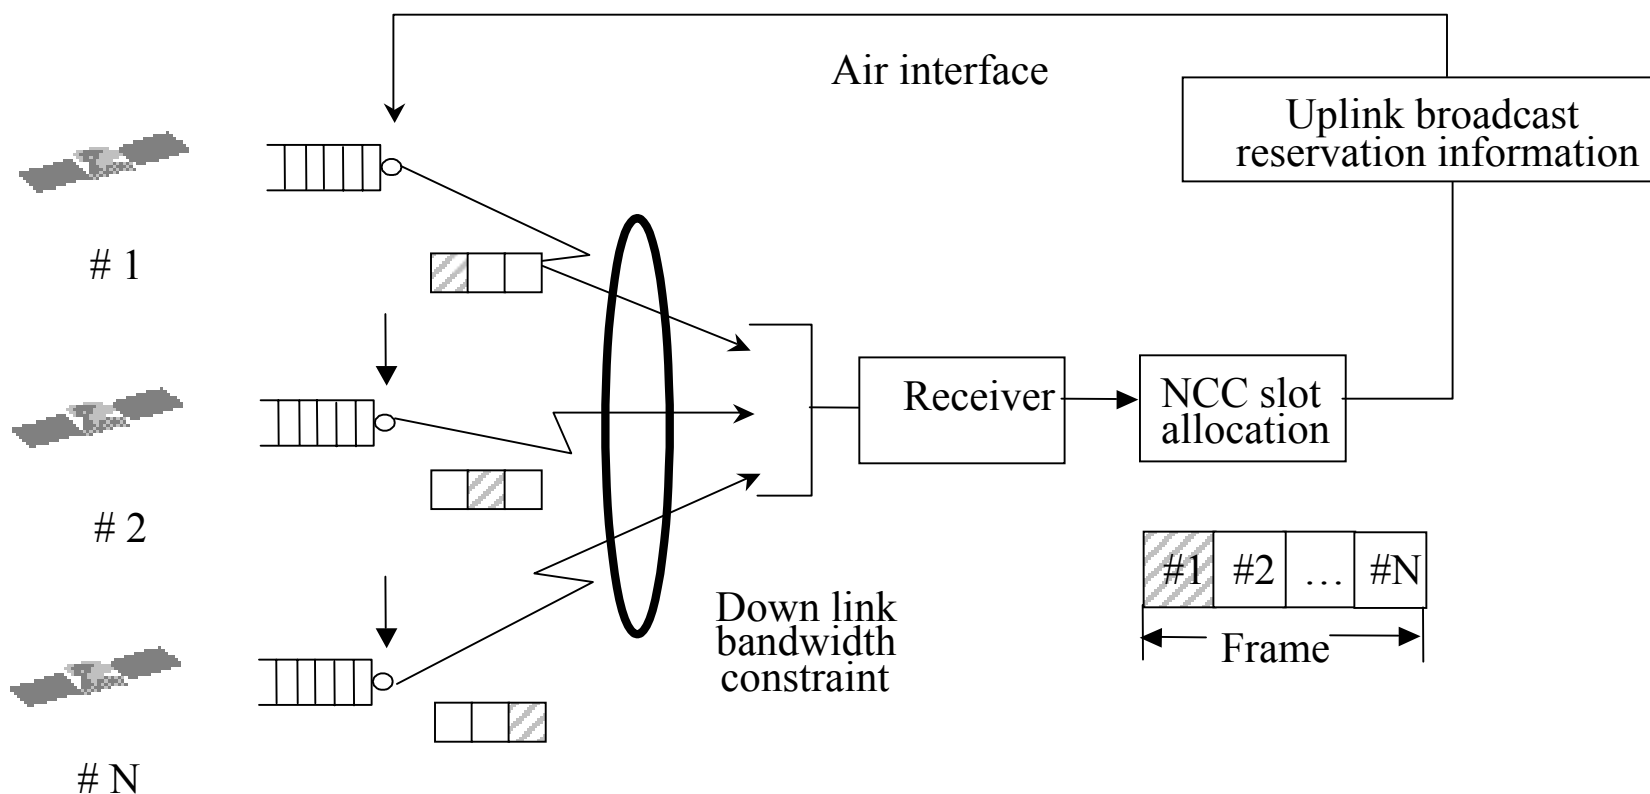 Air interface
Uplink broadcast
reservation information
# 1
Receiver
NCC slot
allocation
# 2
#1 #2 … #N
Down link
bandwidth
constraint
Frame
# N